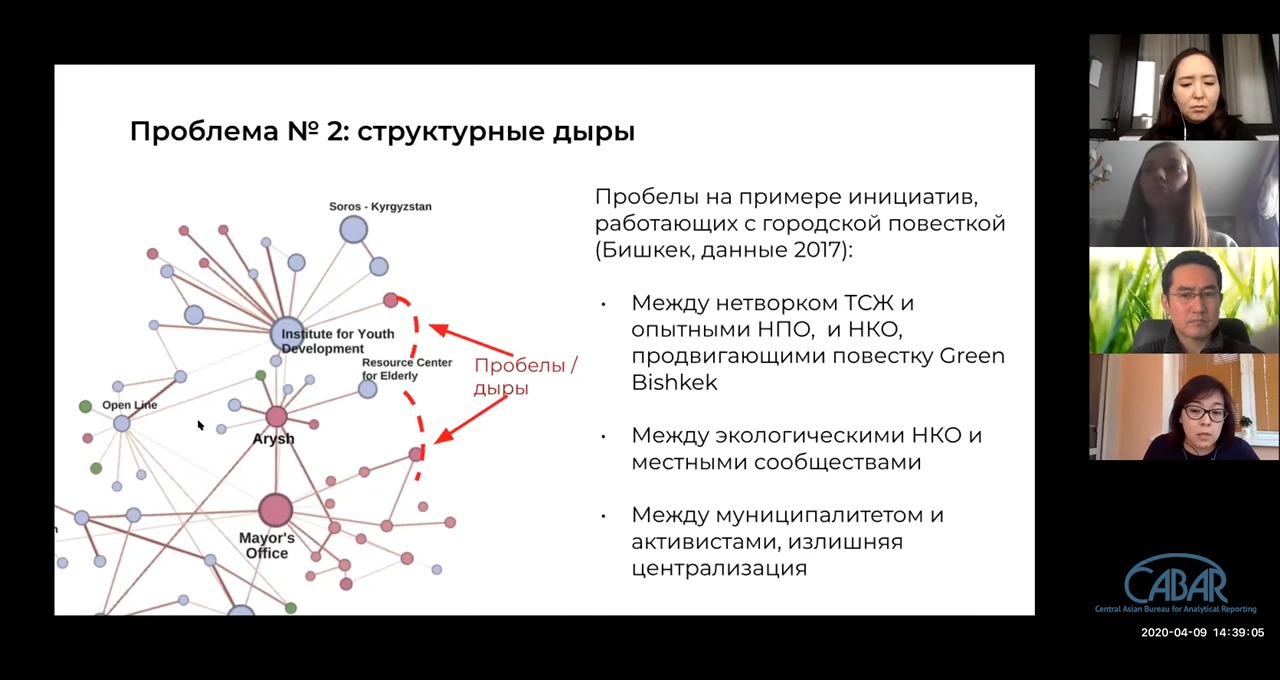 Проблема № 2: структурные дыры
Soros - Kyrgyzstan
Institute for Youth
Development
Resource Center
for Elderly
Open Line
Arysh
Mayor's
Office
Пробелы /
дыры
Пробелы на примере инициатив,
работающих с городской повесткой
(Бишкек, данные 2017):
• Между нетворком ТСЖ и
опытными НПО, и НКО,
продвигающими повестку Green
Bishkek
• Между экологическими НКО и
местными сообществами
• Между муниципалитетом и
активистами, излишняя
централизация
CABAR
Central Asian Bureau for Analytical Reporting
2020-04-09 14:39:05